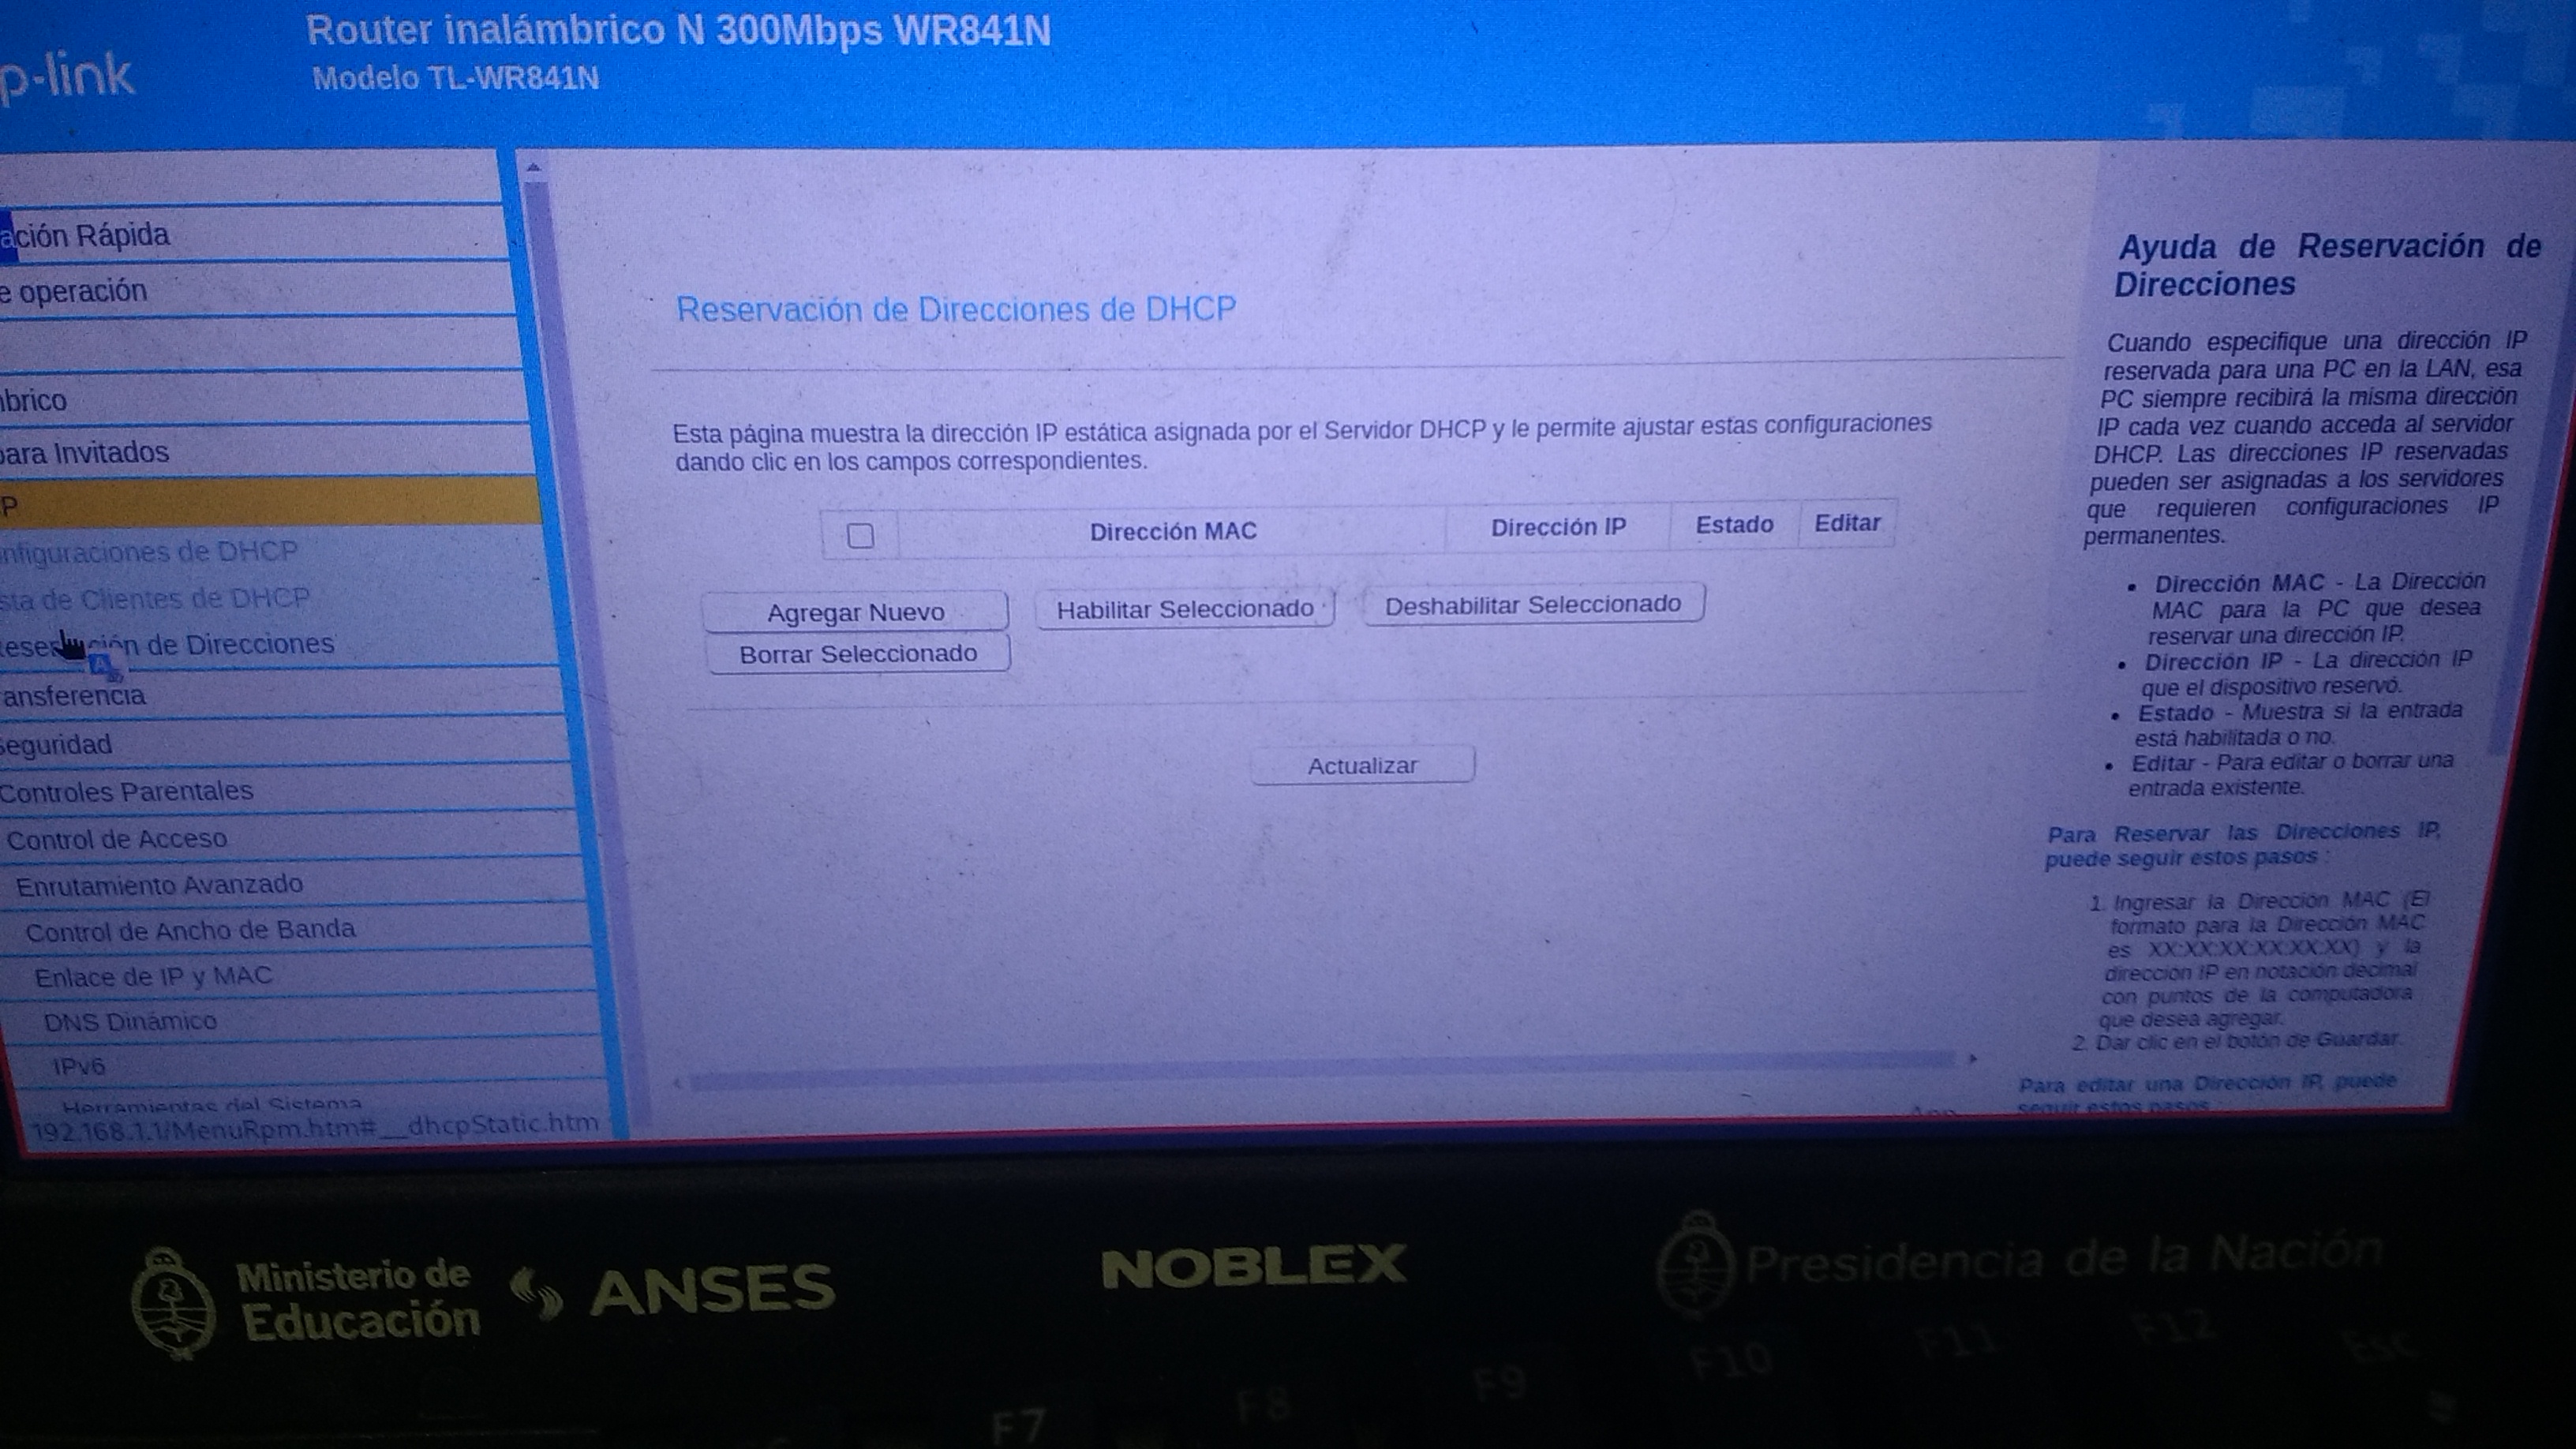 Router inalámbrico N 300Mbps WR841N
Modelo TL-WR841N
p-link
ación Rápida
e operación
brico
para Invitados
P
nfiguraciones de DHCP
sta de Clientes de DHCP
de Direcciones
ansferencia
Seguridad
Controles Parentales
Control de Acceso
Enrutamiento Avanzado
Control de Ancho de Banda
Enlace de IP y MAC
DNS Dinámico
IPv6
Herramientas del Sistema
192.168.1.1/MenuRpm.htm#__dhcpStatic.htm
Reservación de Direcciones de DHCP
Esta página muestra la dirección IP estática asignada por el Servidor DHCP y le permite ajustar estas configuraciones
dando clic en los campos correspondientes.
Dirección MAC Dirección IP Estado Editar
Agregar Nuevo Habilitar Seleccionado Deshabilitar Seleccionado
Borrar Seleccionado
Actualizar
Ayuda de Reservación de
Direcciones
Cuando especifique una dirección IP
reservada para una PC en la LAN, esa
PC siempre recibirá la misma dirección
IP cada vez cuando acceda al servidor
DHCP. Las direcciones IP reservadas
pueden ser asignadas a los servidores
que requieren configuraciones IP
permanentes.
• Dirección MAC - La Dirección
MAC para la PC que desea
reservar una dirección IP.
• Dirección IP - La dirección IP
que el dispositivo reservó.
• Estado - Muestra si la entrada
está habilitada o no.
• Editar - Para editar o borrar una
entrada existente.
Para Reservar las Direcciones IP,
puede seguir estos pasos :
1. Ingresar la Dirección MAC (El
formato para la Dirección MAC
es XX:XX:XX:XX:XX:XX) y la
dirección IP en notación decimal
con puntos de la computadora
que desea agregar.
2. Dar clic en el botón de Guardar.
Para editar una Dirección IP, puede
seguir estos pasos
Ministerio de
Educación
ANSES
NOBLEX
Presidencia de la Nación
F7 F8 F9 F10 F11 F12 Esc